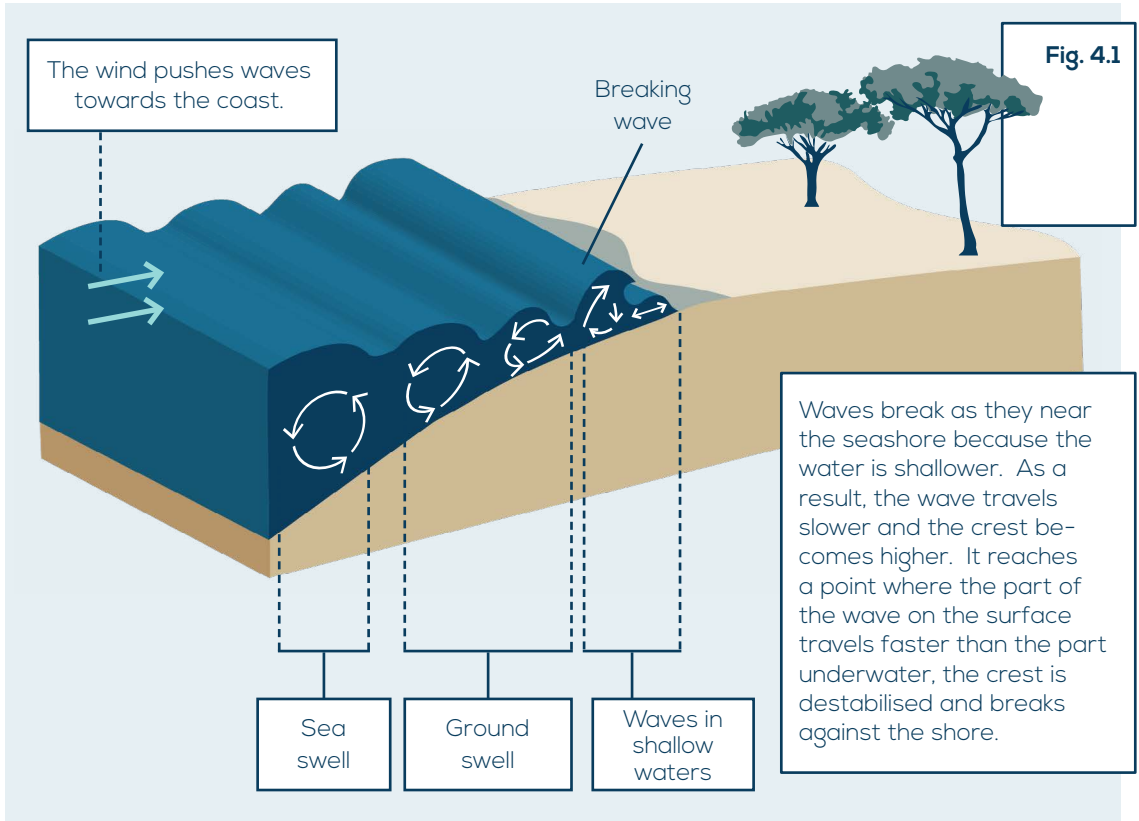 The wind pushes waves
towards the coast.
Breaking
wave
Fig. 4.1
Waves break as they near
the seashore because the
water is shallower. As a
result, the wave travels
slower and the crest be-
comes higher. It reaches
a point where the part of
the wave on the surface
travels faster than the part
underwater, the crest is
destabilised and breaks
against the shore.
Sea
swell
Ground
swell
Waves in
shallow
waters